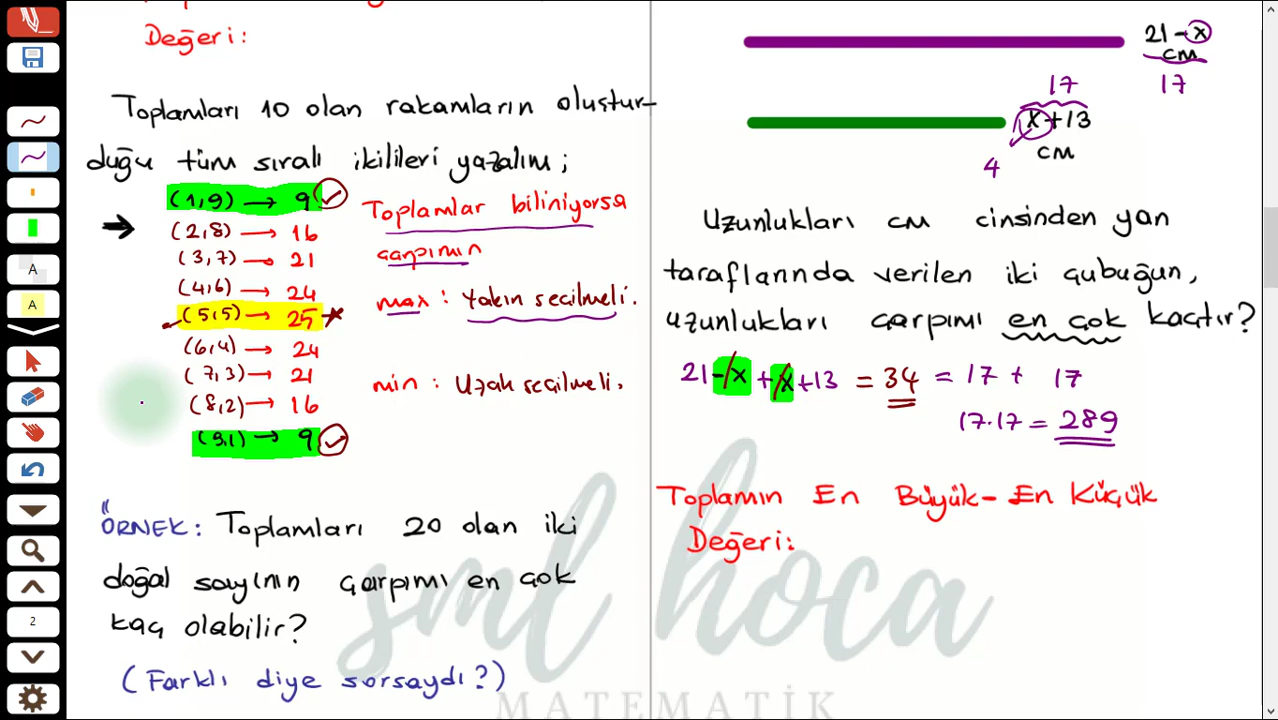 Değeri:
Toplamları 10 olan rakamların oluştur-
duğu tüm sıralı ikilileri yazalım;
(1,9) → 9
(2,8) → 16
(3,7) → 21
(4,6) → 24
(5,5) → 25
(6,4) → 24
(7,3) → 21
(8,2) → 16
(9,1) → 9
Toplamlar biliniyorsa
çarpımın
max : Yakın seçilmeli.
min : Uzak seçilmeli.
ÖRNEK: Toplamları 20 olan iki
doğal sayının çarpımı en çok
kaç olabilir?
(Farklı diye sorsaydı?)
21-x
cm
17
17
x+13
cm
4
Uzunlukları cm cinsinden yan
taraflarında verilen iki çubuğun,
uzunlukları çarpımı en çok kaçtır?
21-x+x+13 = 34 = 17 + 17
17.17 = 289
Toplamın En Büyük- En Küçük
Değeri:
sml hoca
MATEMATİK
A
A
2